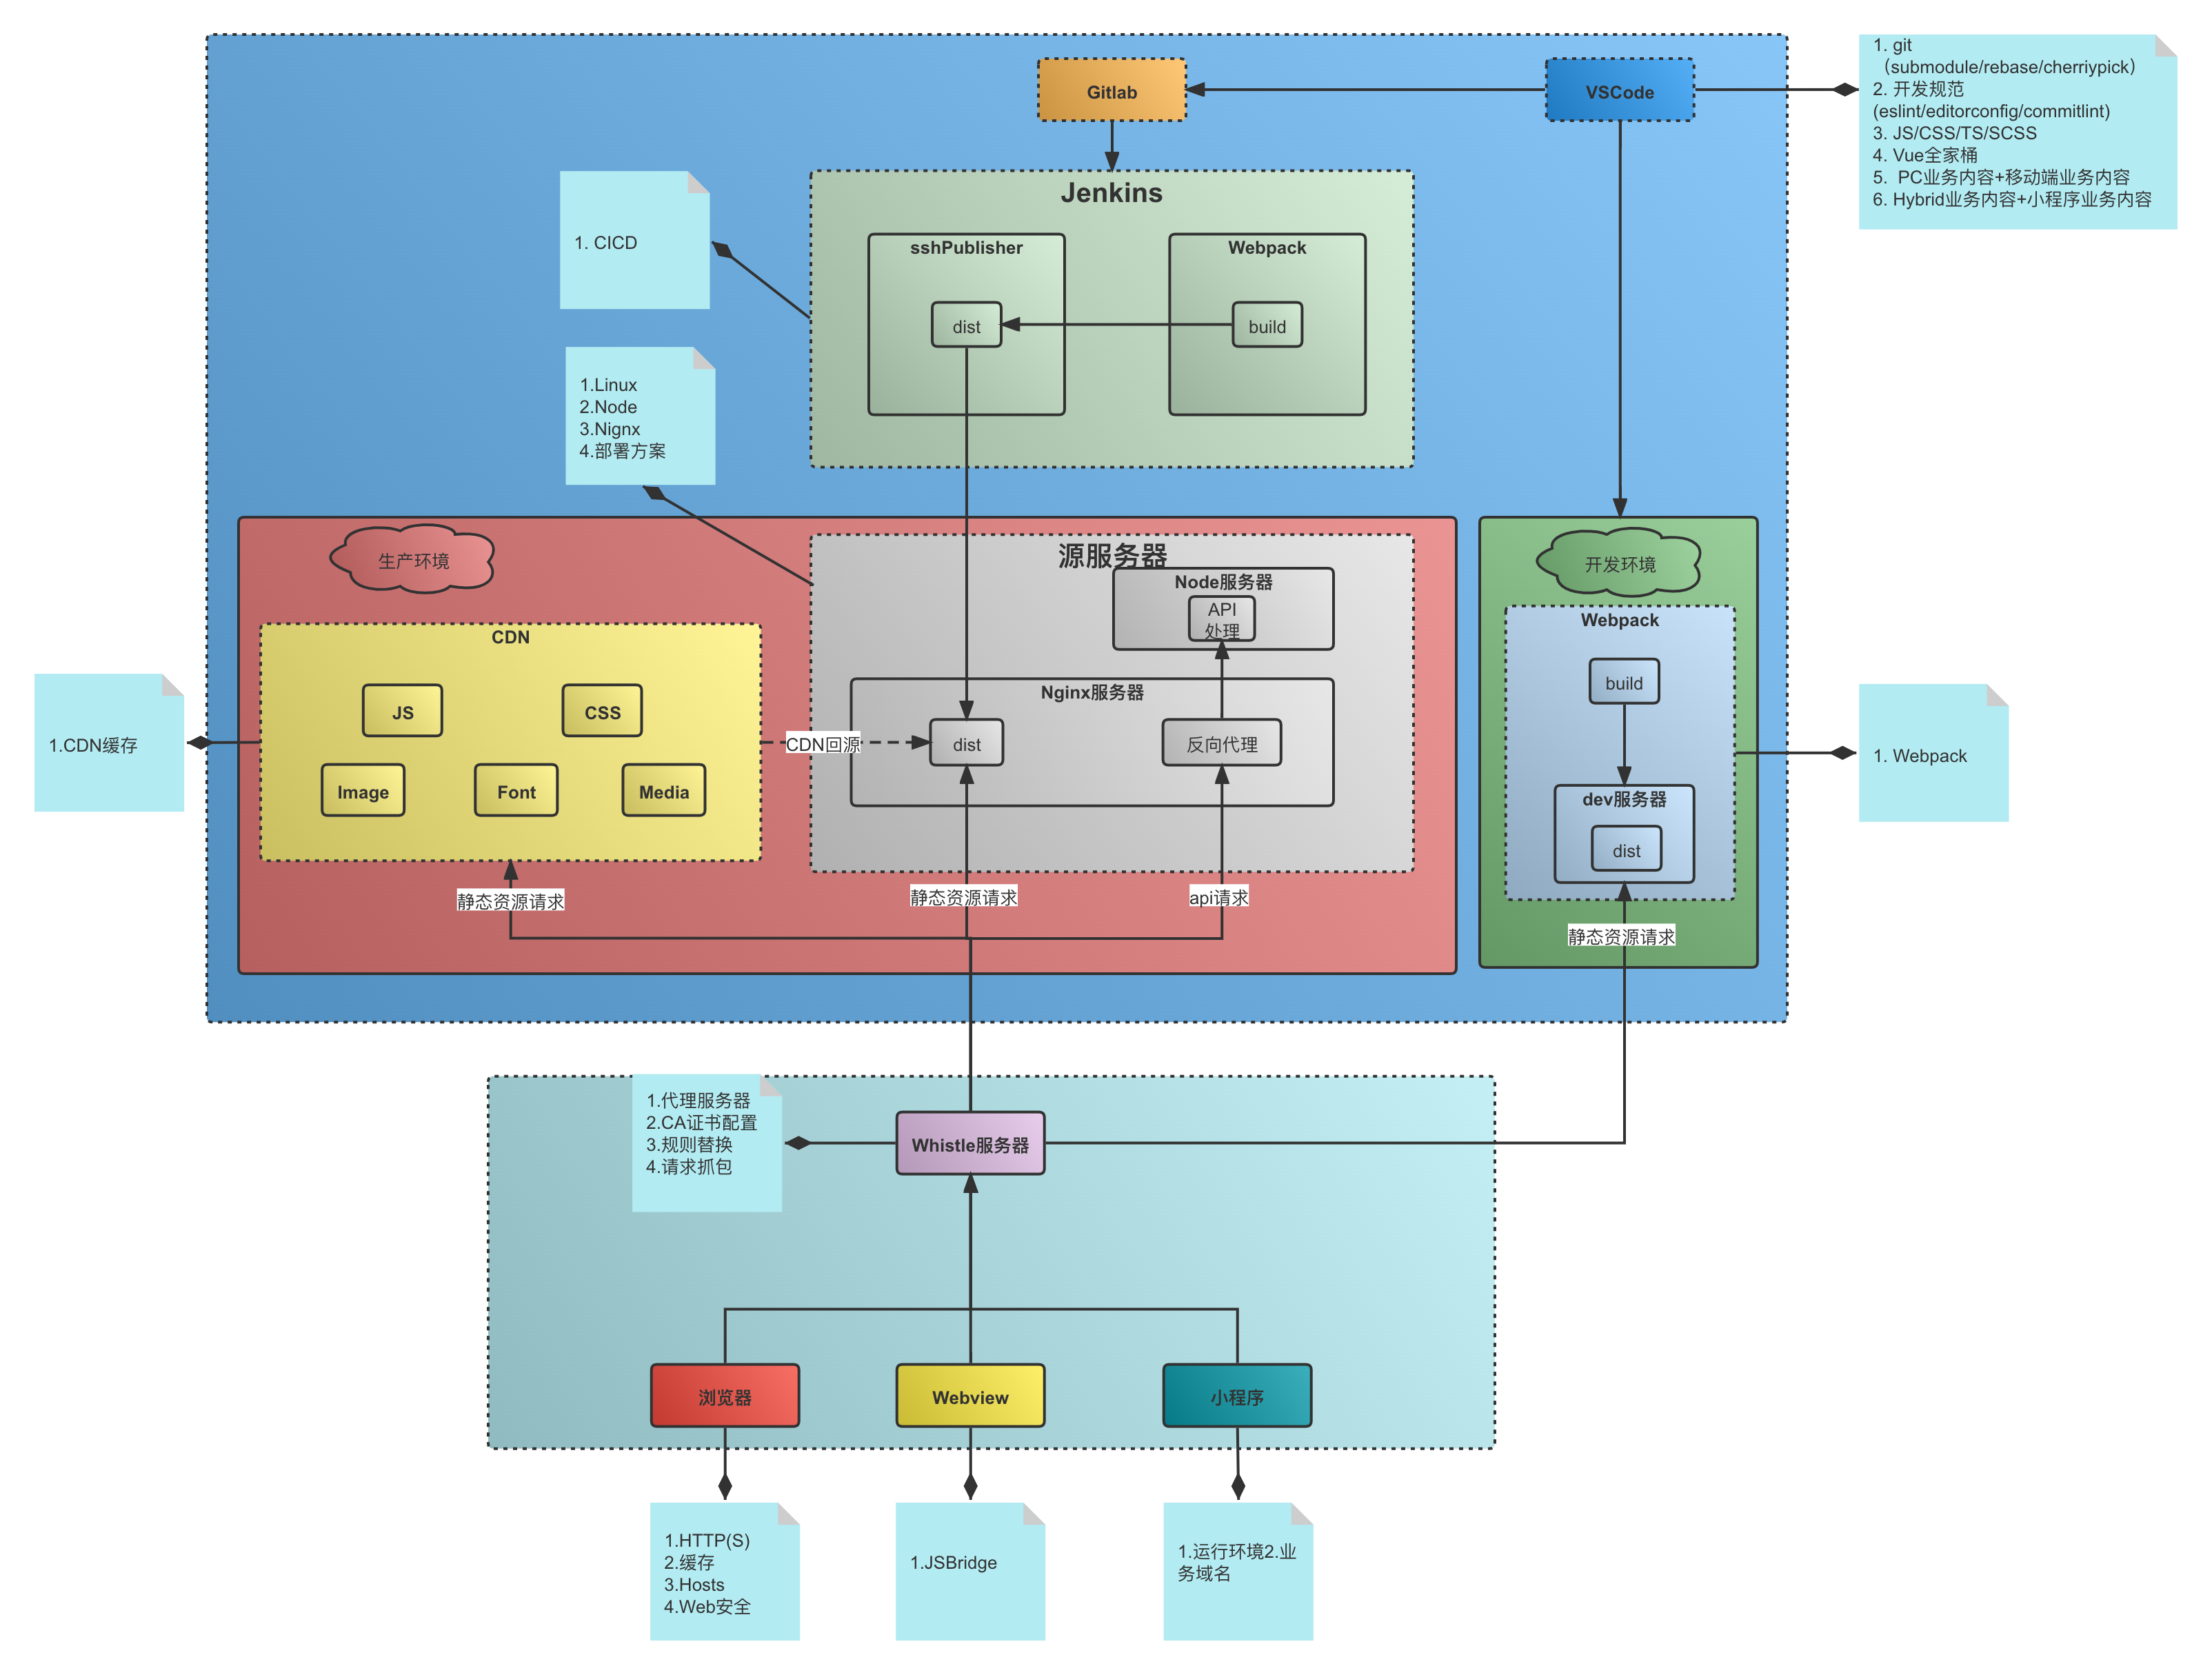 Gitlab
VSCode
1. git
（submodule/rebase/cherriypick）
2. 开发规范
(eslint/editorconfig/commitlint)
3. JS/CSS/TS/SCSS
4. Vue全家桶
5. PC业务内容+移动端业务内容
6. Hybrid业务内容+小程序业务内容
Jenkins
1. CICD
sshPublisher
Webpack
dist
build
1.Linux
2.Node
3.Nignx
4.部署方案
生产环境
源服务器
Node服务器
API
处理
开发环境
Webpack
CDN
build
JS
CSS
Nginx服务器
1.CDN缓存
CDN回源
dist
反向代理
1. Webpack
Image
Font
Media
dev服务器
dist
静态资源请求
静态资源请求
api请求
静态资源请求
1.代理服务器
2.CA证书配置
3.规则替换
4.请求抓包
Whistle服务器
浏览器
Webview
小程序
1.HTTP(S)
2.缓存
3.Hosts
4.Web安全
1.JSBridge
1.运行环境2.业
务域名